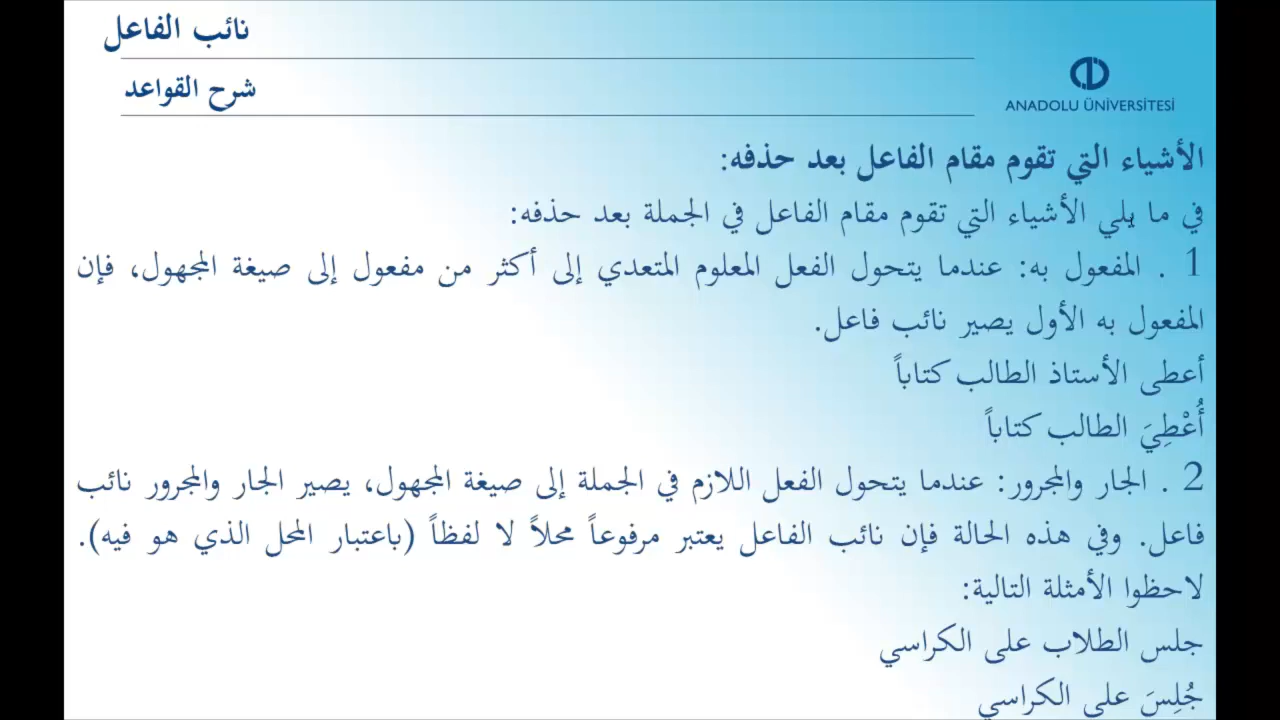 نائب الفاعل
شرح القواعد
ANADOLU ÜNİVERSİTESİ
الأشياء التي تقوم مقام الفاعل بعد حذفه:
في ما يلي الأشياء التي تقوم مقام الفاعل في الجملة بعد حذفه:
1 . المفعول به: عندما يتحول الفعل المعلوم المتعدي إلى أكثر من مفعول إلى صيغة المجهول، فإن
المفعول به الأول يصير نائب فاعل.
أعطى الأستاذ الطالب كتاباً
أُعْطِيَ الطالب كتاباً
2 . الجار والمجرور: عندما يتحول الفعل اللازم في الجملة إلى صيغة المجهول، يصير الجار والمجرور نائب
فاعل. وفي هذه الحالة فإن نائب الفاعل يعتبر مرفوعاً محلاً لا لفظاً (باعتبار المحل الذي هو فيه).
لاحظوا الأمثلة التالية:
جلس الطلاب على الكراسي
جُلِسَ على الكراسي